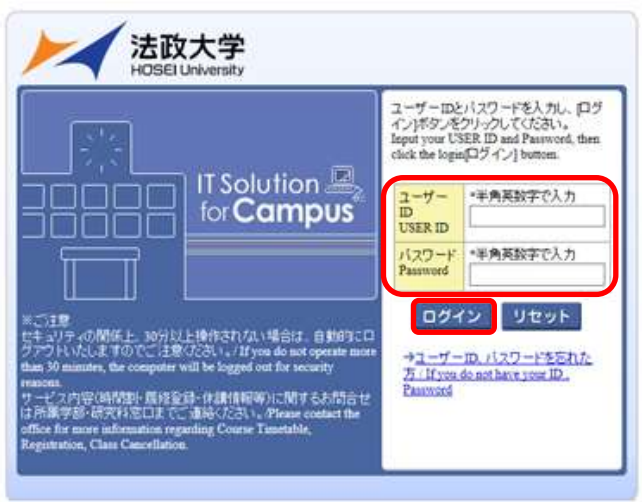 法政大学
HOSEI University
ユーザーIDとパスワードを入力し、[ログ
イン]ボタンをクリックしてください。
Input your USER ID and Password, then
click the login[ログイン] buttom.
IT Solution
for Campus
ユーザー
ID
USER ID
*半角英数字で入力
パスワード
Password
*半角英数字で入力
ログイン
リセット
→ユーザーID、パスワードを忘れた
方 / If you do not have your ID ,
Password
※ご注意
セキュリティの関係上、30分以上操作されない場合は、自動的にロ
グアウトいたしますのでご注意ください。/ If you do not operate more
than 30 minutes, the computer will be logged out for security
reasons.
サービス内容(時間割・履修登録・休講情報等)に関するお問合せ
は所属学部・研究科窓口までご連絡ください。/Please contact the
office for more information regarding Course Timetable,
Registration, Class Cancellation.